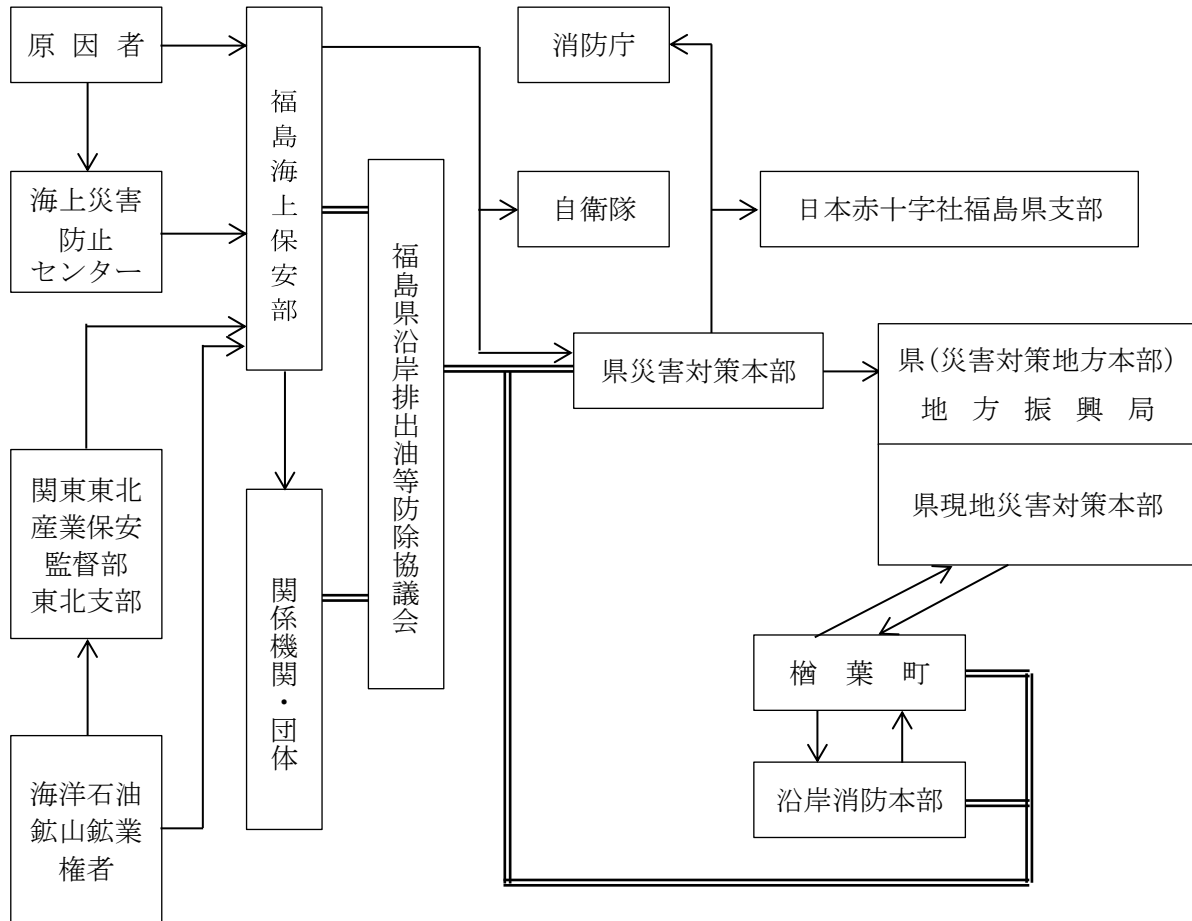 原因者
海上災害
防止
センター
関東東北
産業保安
監督部
東北支部
海洋石油
鉱山鉱業
権者
福島海上保安部
関係機関・団体
福島県沿岸排出油等防除協議会
消防庁
自衛隊
日本赤十字社福島県支部
県災害対策本部
県(災害対策地方本部)
地方振興局
県現地災害対策本部
楢葉町
沿岸消防本部